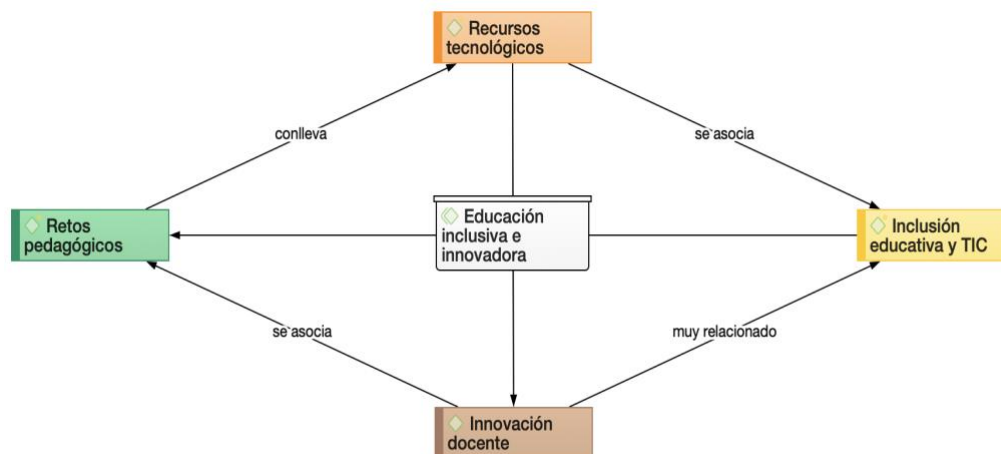 Recursos
tecnológicos
conlleva
se asocia
Retos
pedagógicos
Educación
inclusiva e
innovadora
Inclusión
educativa y TIC
se asocia
muy relacionado
Innovación
docente